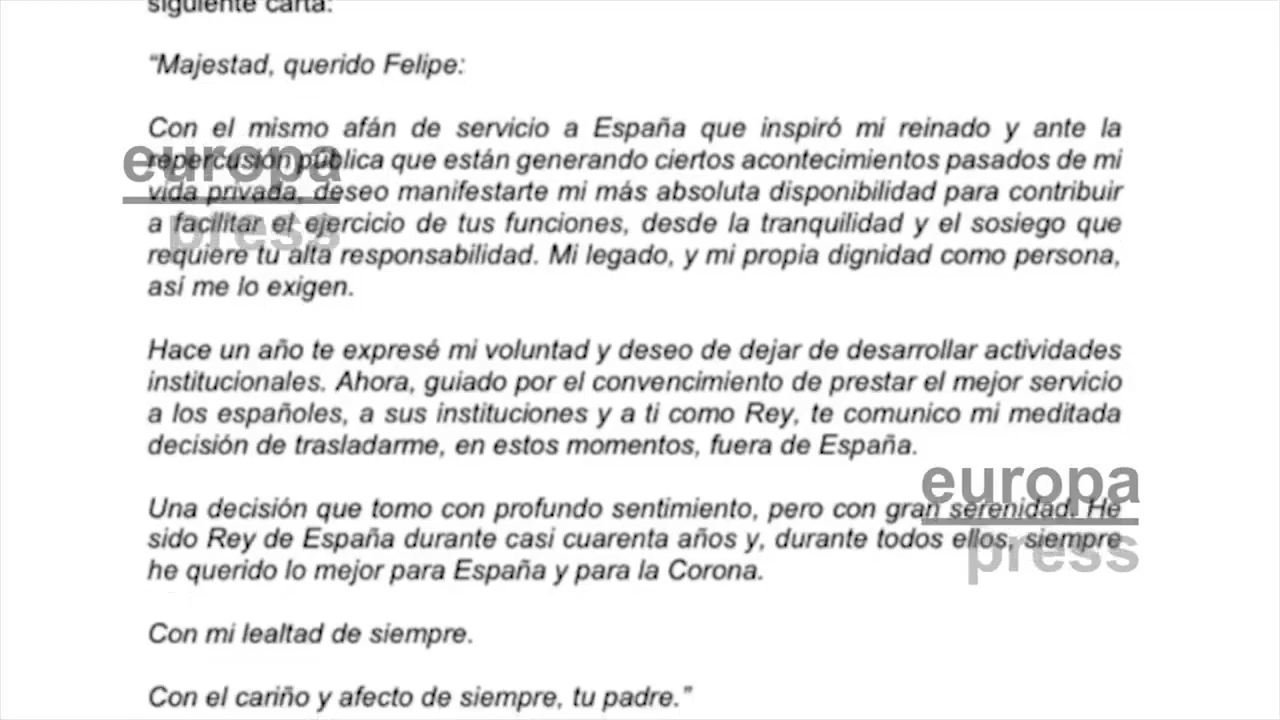 siguiente carta:
“Majestad, querido Felipe:
Con el mismo afán de servicio a España que inspiró mi reinado y ante la
repercusión pública que están generando ciertos acontecimientos pasados de mi
vida privada, deseo manifestarte mi más absoluta disponibilidad para contribuir
a facilitar el ejercicio de tus funciones, desde la tranquilidad y el sosiego que
requiere tu alta responsabilidad. Mi legado, y mi propia dignidad como persona,
así me lo exigen.
Hace un año te expresé mi voluntad y deseo de dejar de desarrollar actividades
institucionales. Ahora, guiado por el convencimiento de prestar el mejor servicio
a los españoles, a sus instituciones y a ti como Rey, te comunico mi meditada
decisión de trasladarme, en estos momentos, fuera de España.
Una decisión que tomo con profundo sentimiento, pero con gran serenidad. He
sido Rey de España durante casi cuarenta años y, durante todos ellos, siempre
he querido lo mejor para España y para la Corona.
Con mi lealtad de siempre.
Con el cariño y afecto de siempre, tu padre.”
europa
press
europa
press